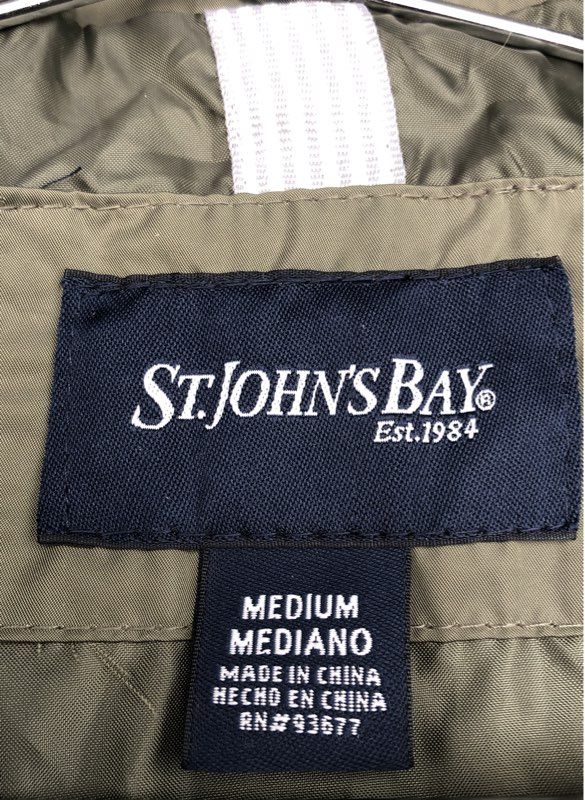 ST. JOHN'S BAY®
Est.1984
MEDIUM
MEDIANO
MADE IN CHINA
HECHO EN CHINA
RN#93677